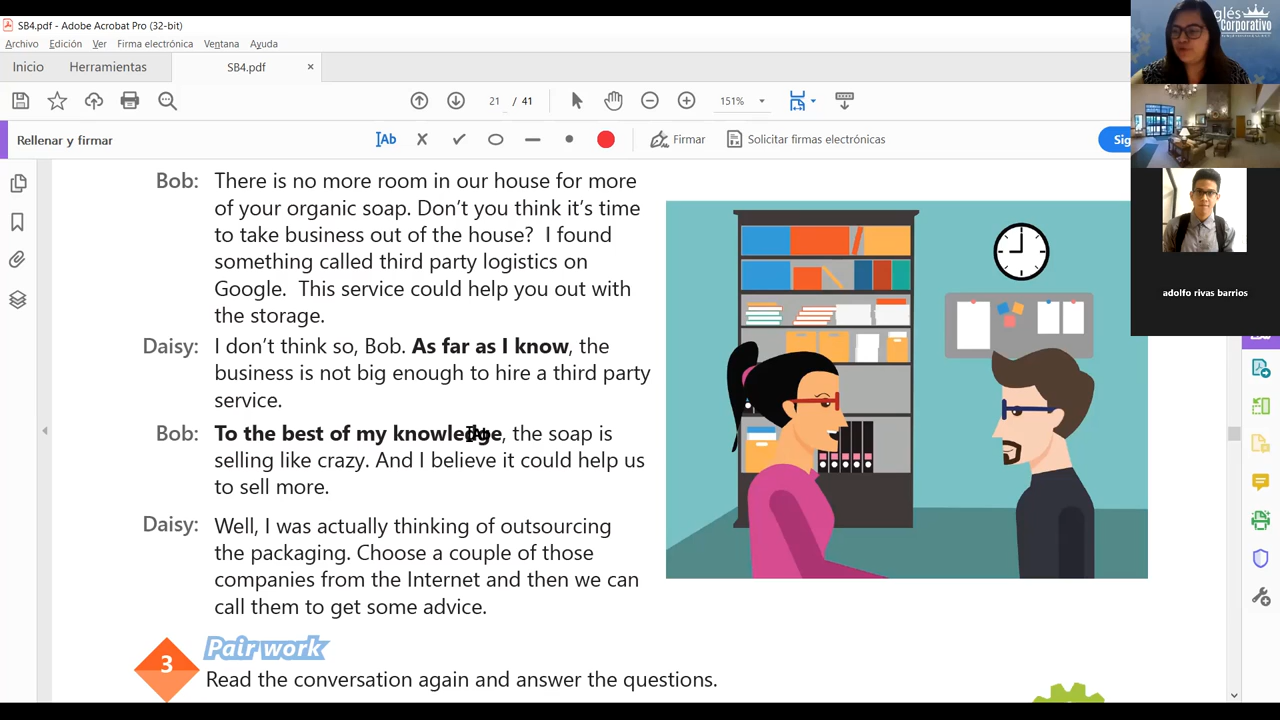 SB4.pdf - Adobe Acrobat Pro (32-bit)
Archivo Edición Ver Firma electrónica Ventana Ayuda
Inicio Herramientas SB4.pdf ×
21 / 41 151%
Rellenar y firmar Ab Firmar Solicitar firmas electrónicas Sig
glés
Corporativo
adolfo rivas barrios
Bob: There is no more room in our house for more
of your organic soap. Don't you think it's time
to take business out of the house? I found
something called third party logistics on
Google. This service could help you out with
the storage.
Daisy: I don't think so, Bob. As far as I know, the
business is not big enough to hire a third party
service.
Bob: To the best of my knowledge, the soap is
selling like crazy. And I believe it could help us
to sell more.
Daisy: Well, I was actually thinking of outsourcing
the packaging. Choose a couple of those
companies from the Internet and then we can
call them to get some advice.
3 Pair work
Read the conversation again and answer the questions.